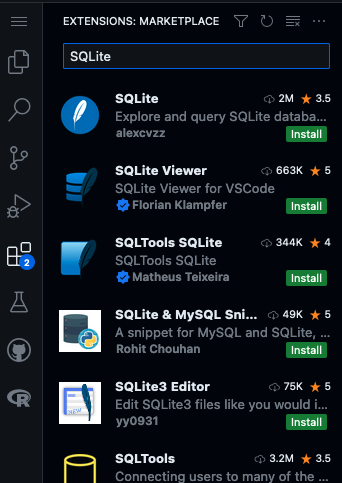 EXTENSIONS: MARKETPLACE
SQLite
SQLite 2M 3.5
Explore and query SQLite databa…
alexcvzz Install
SQLite Viewer 663K 5
SQLite Viewer for VSCode
Florian Klampfer Install
SQLTools SQLite 344K 4
SQLTools SQLite
Matheus Teixeira Install
SQLite & MySQL Sni… 49K 5
A snippet for MySQL and SQLite, …
Rohit Chouhan Install
SQLite3 Editor 75K 5
Edit SQLite3 files like you would i…
yy0931 Install
2
R
SQLTools 3.2M 3.5
Connecting users to many of the …